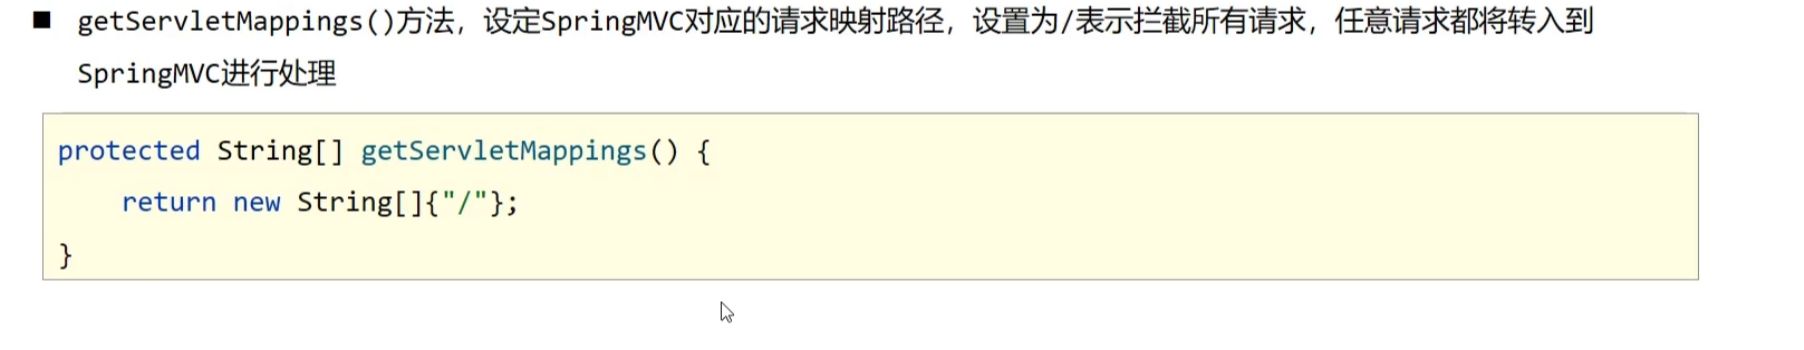 ■ getServletMappings()方法，设定SpringMVC对应的请求映射路径，设置为/表示拦截所有请求，任意请求都将转入到
SpringMVC进行处理
protected String[] getServletMappings() {
    return new String[]{"/"};
}